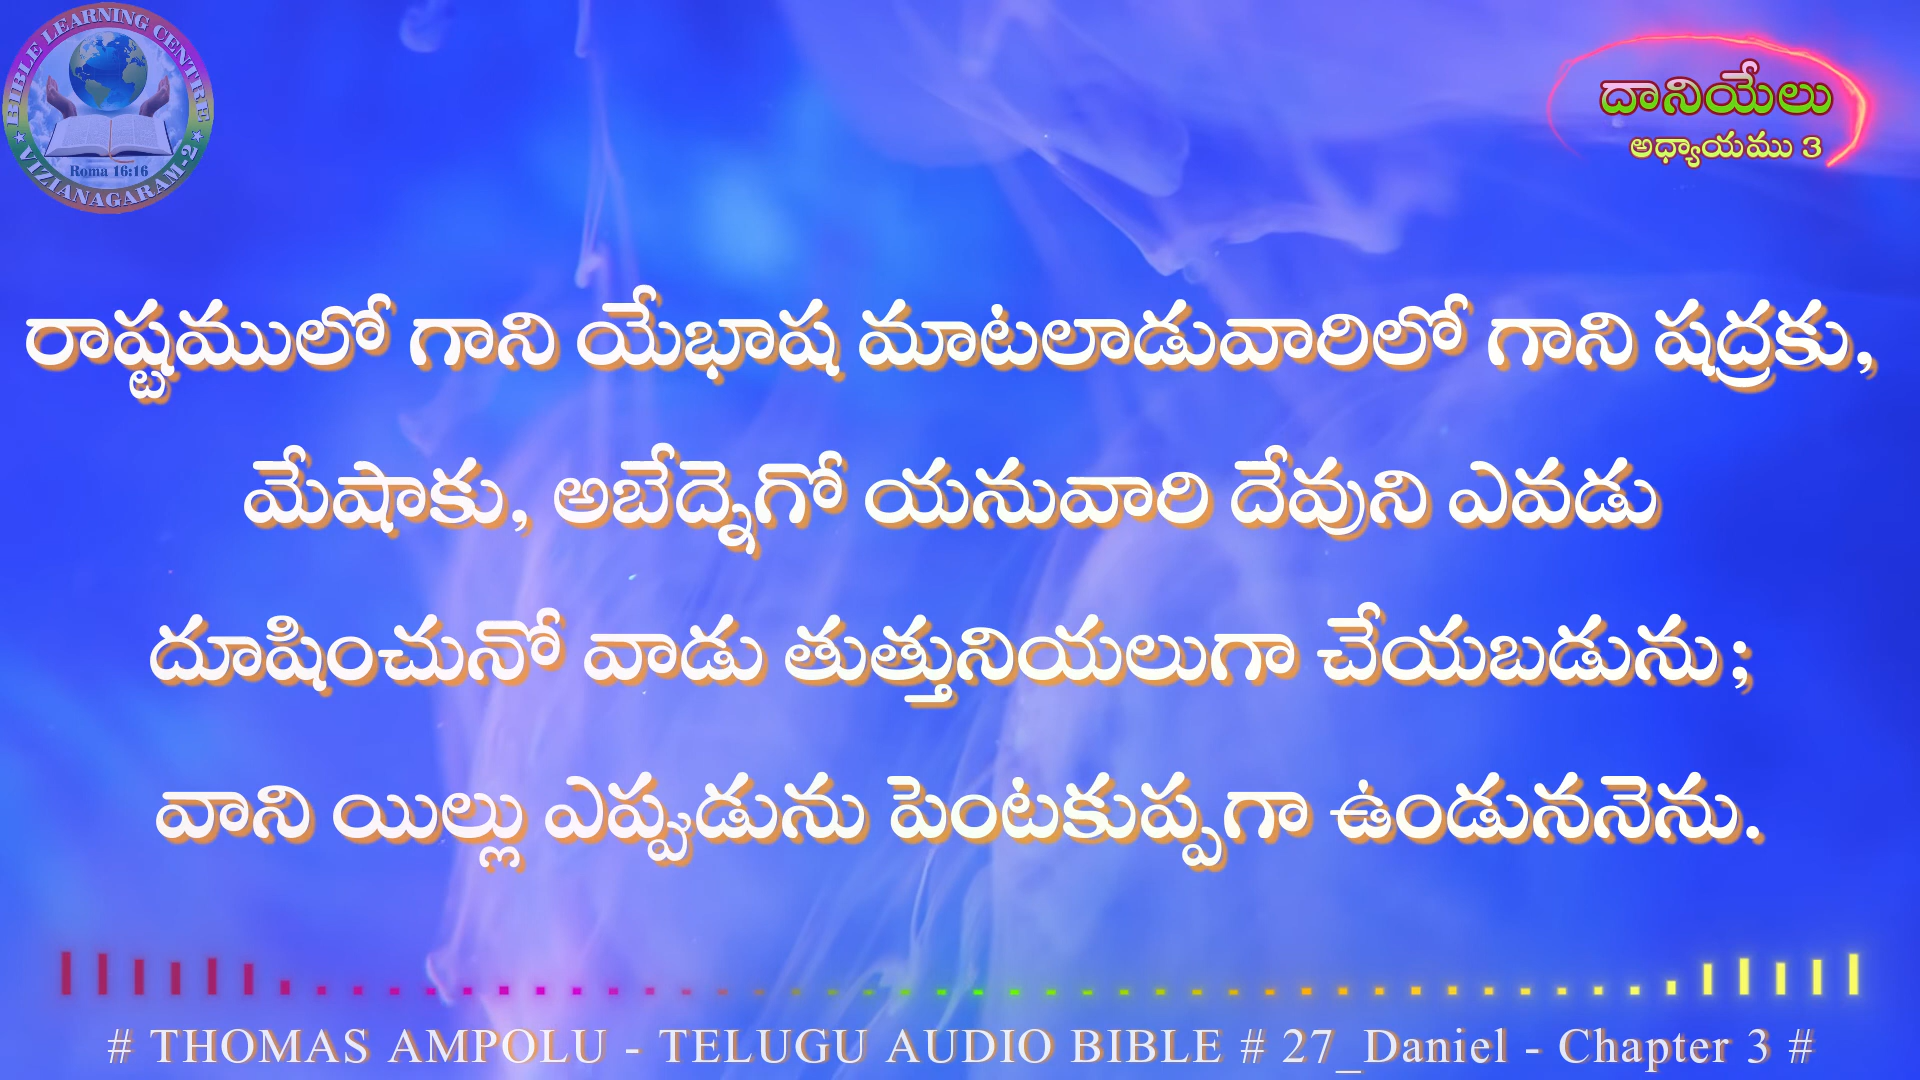 BIBLE LEARNING CENTRE
Roma 16:16
★ VIZIANAGARAM-2 ★
దానియేలు
అధ్యాయము 3
రాష్టములో గాని యేభాష మాటలాడువారిలో గాని షద్రకు,
మేషాకు, అబేద్నెగో యనువారి దేవుని ఎవడు
దూషించునో వాడు తుత్తునియలుగా చేయబడును;
వాని యిల్లు ఎప్పుడును పెంటకుప్పగా ఉండుననెను.
# THOMAS AMPOLU - TELUGU AUDIO BIBLE # 27_Daniel - Chapter 3 #